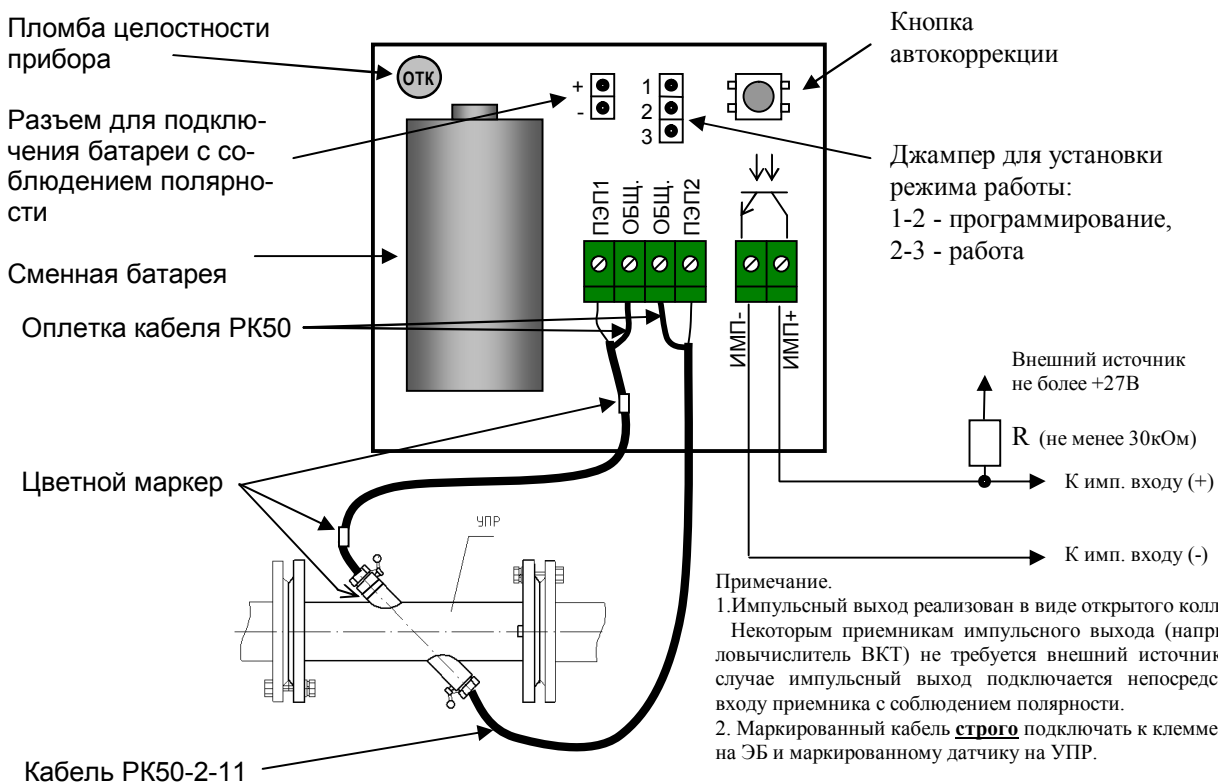 Пломба целостности
прибора
Разъем для подклю-
чения батареи с со-
блюдением полярно-
сти
Сменная батарея
Оплетка кабеля РК50
Цветной маркер
Кабель РК50-2-11
ОТК
+
-
1
2
3
ПЭП1
ОБЩ.
ОБЩ.
ПЭП2
ИМП-
ИМП+
УПР
Кнопка
автокоррекции
Джампер для установки
режима работы:
1-2 - программирование,
2-3 - работа
Внешний источник
не более +27В
R (не менее 30кОм)
К имп. входу (+)
К имп. входу (-)
Примечание.
1.Импульсный выход реализован в виде открытого
Некоторым приемникам импульсного выхода
ловычислитель ВКТ) не требуется внешний источник
случае импульсный выход подключается
входу приемника с соблюдением полярности.
2. Маркированный кабель строго подключать к клемме
на ЭБ и маркированному датчику на УПР.